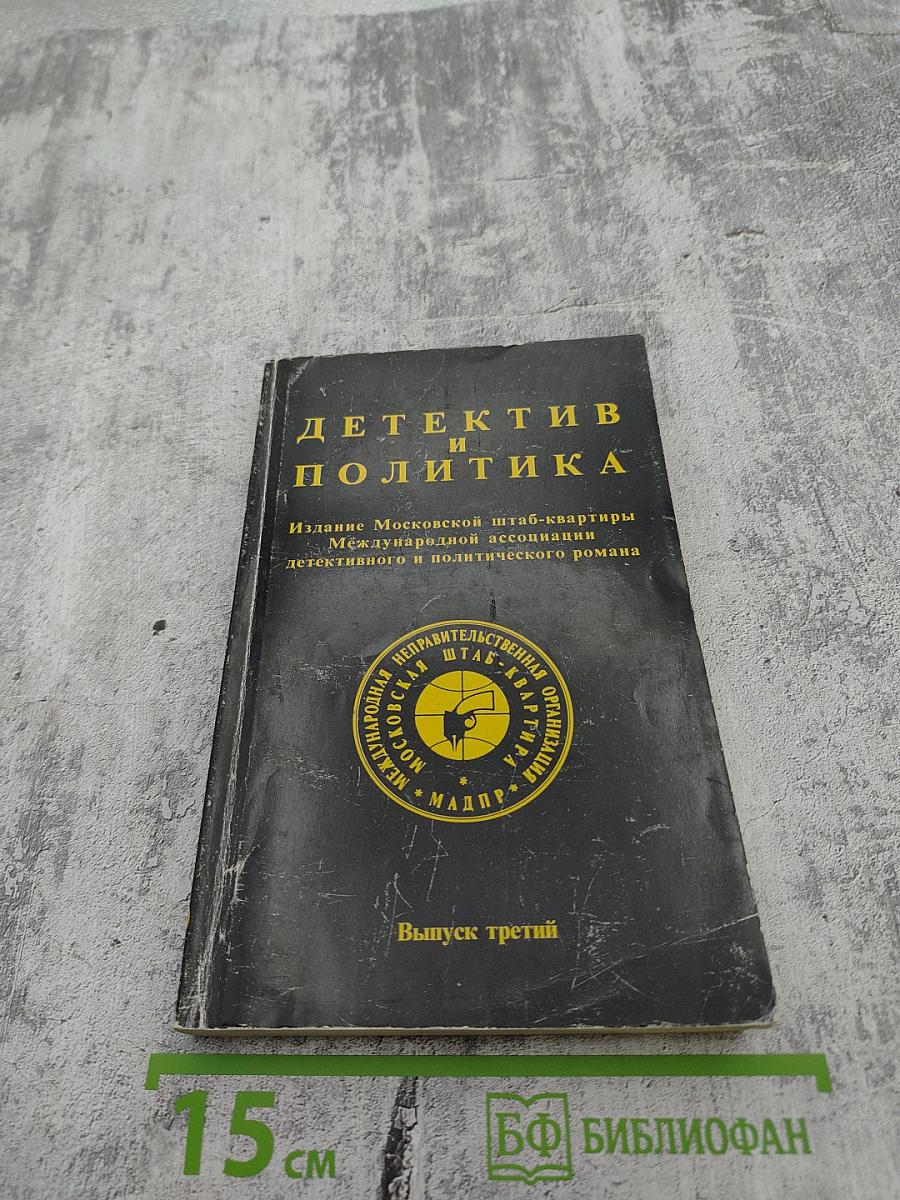 ДЕТЕКТИВ
И
ПОЛИТИКА
Издание Московской штаб-квартиры
Международной ассоциации
детективного и политического романа
МЕЖДУНАРОДНАЯ НЕПРАВИТЕЛЬСТВЕННАЯ ОРГАНИЗАЦИЯ
МОСКОВСКАЯ ШТАБ-КВАРТИРА
* МАДПР *
Выпуск третий
15 см
БФ БИБЛИОФАН